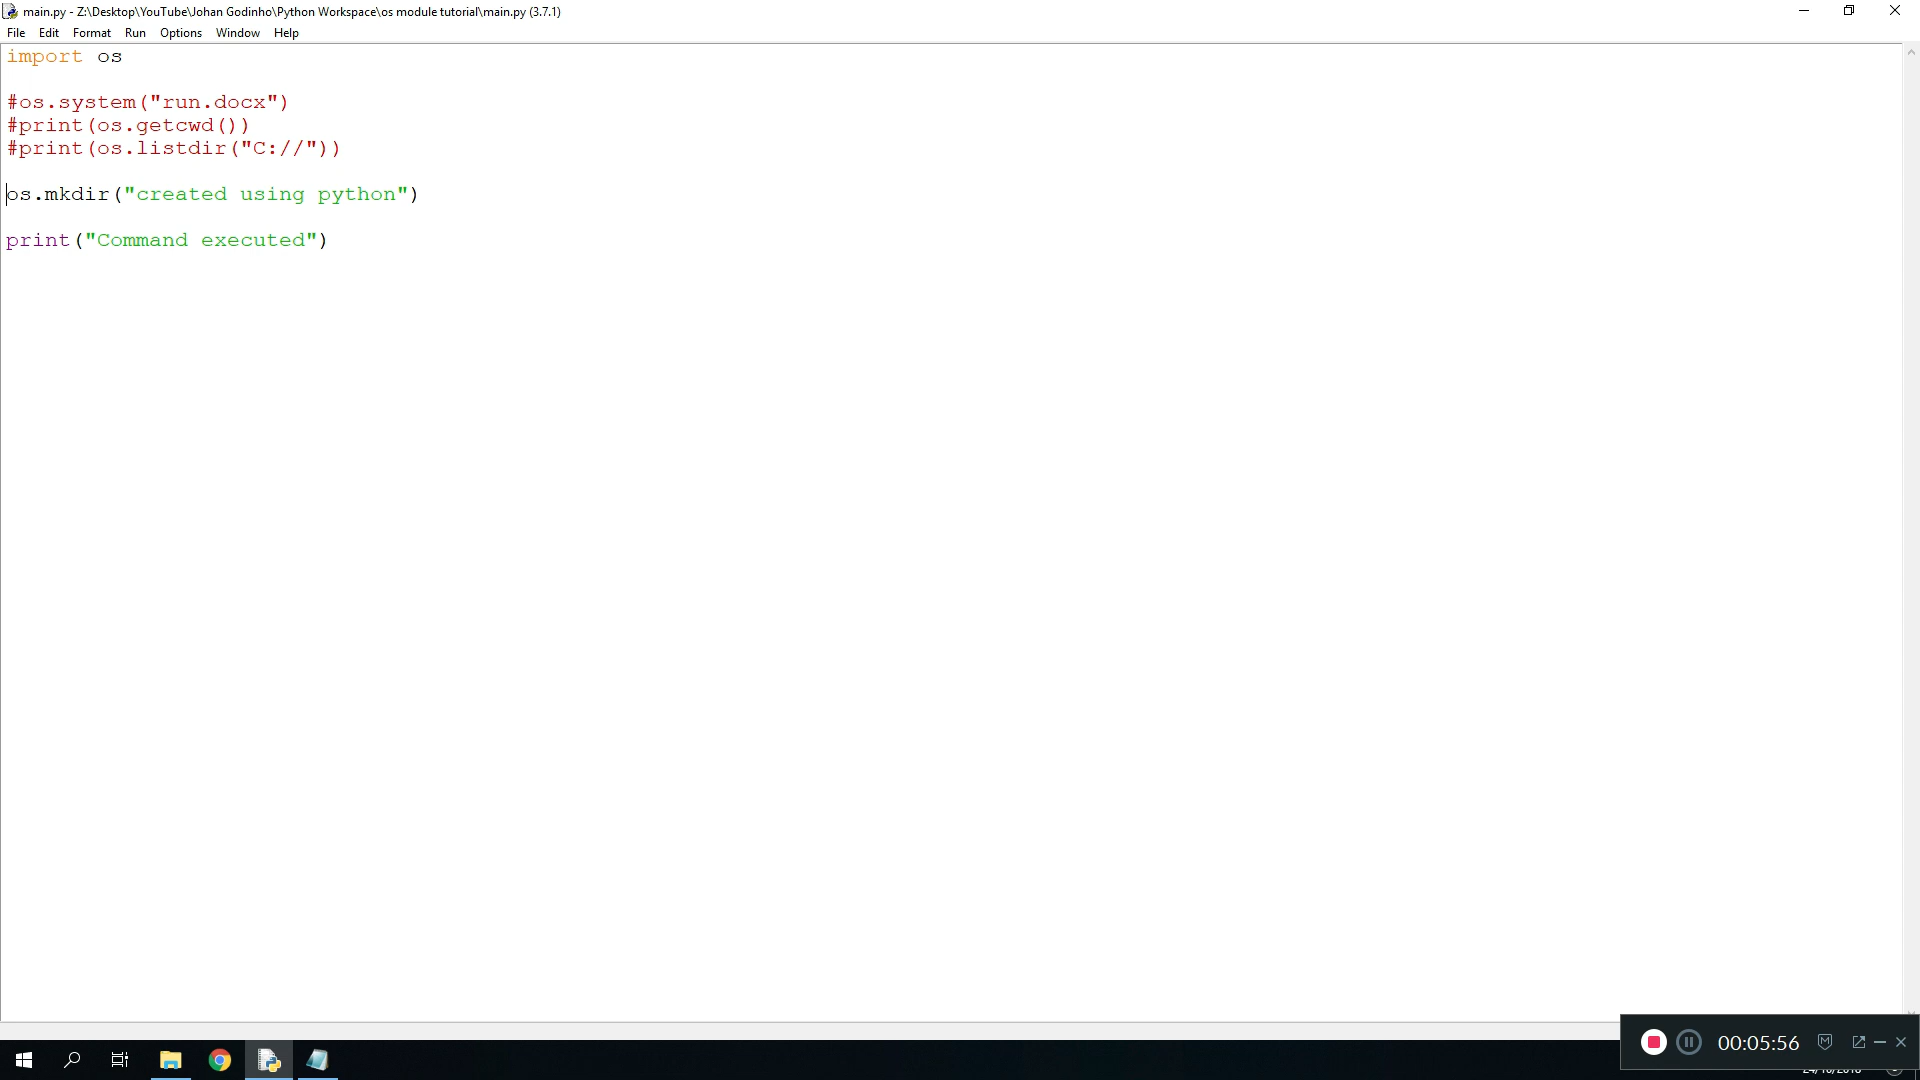 main.py - Z:\Desktop\YouTube\Johan Godinho\Python Workspace\os module tutorial\main.py (3.7.1)
File Edit Format Run Options Window Help
import os
#os.system("run.docx")
#print(os.getcwd())
#print(os.listdir("C://"))
os.mkdir("created using python")
print("Command executed")
00:05:56